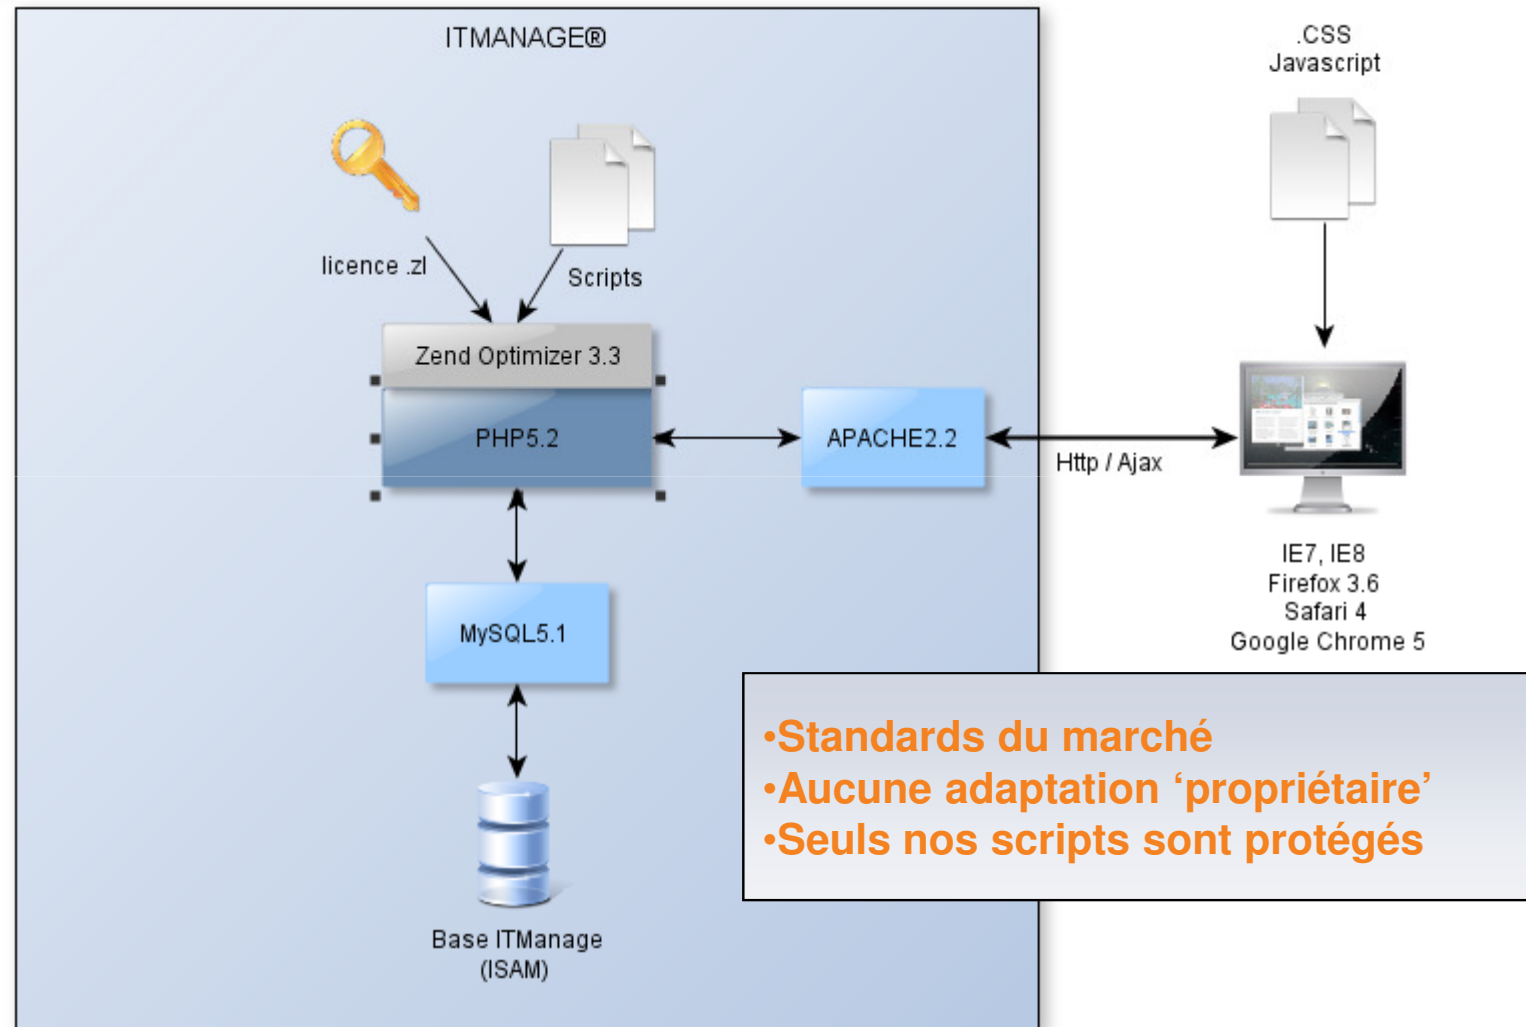 ITMANAGE®
.CSS
Javascript
licence .zl
Scripts
Zend Optimizer 3.3
PHP5.2
APACHE2.2
Http / Ajax
IE7, IE8
Firefox 3.6
Safari 4
Google Chrome 5
MySQL5.1
•Standards du marché
•Aucune adaptation ‘propriétaire’
•Seuls nos scripts sont protégés
Base ITManage
(ISAM)